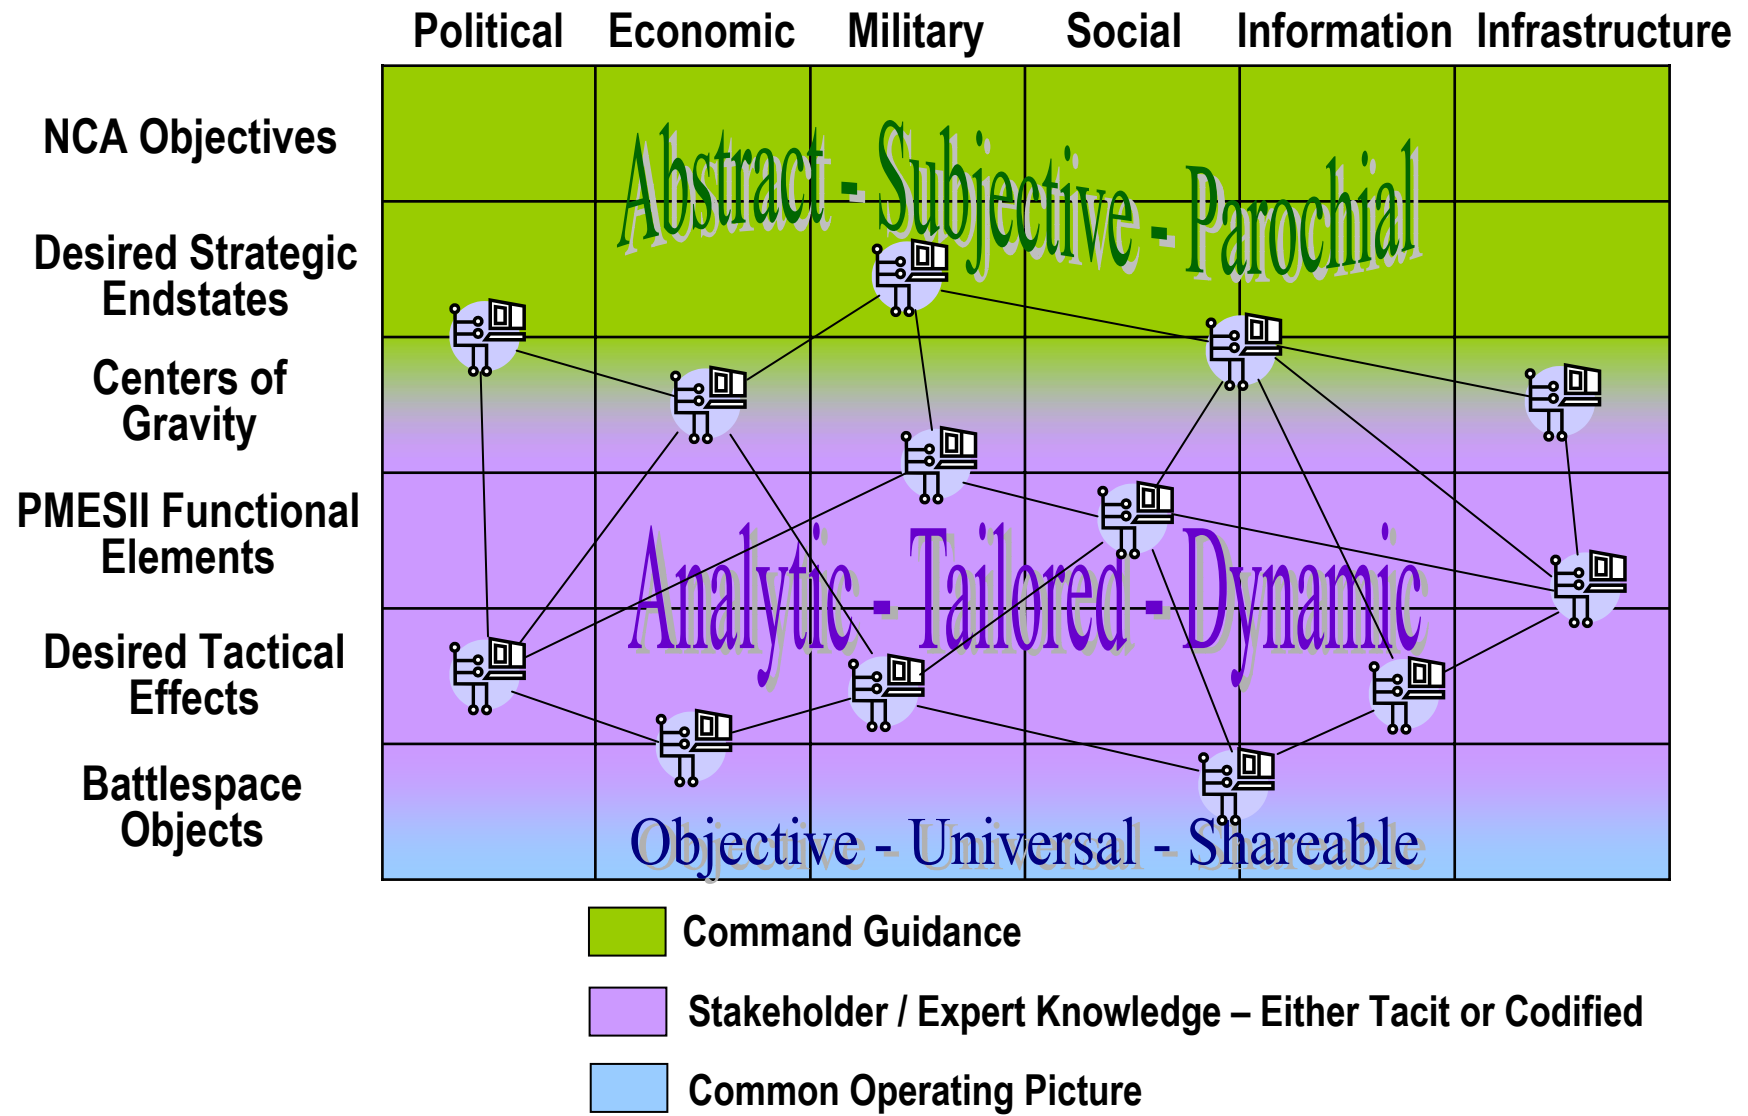 Political Economic Military Social Information Infrastructure
NCA Objectives
Abstract - Subjective - Parochial
Desired Strategic
Endstates
Centers of
Gravity
PMESII Functional
Elements
Analytic - Tailored - Dynamic
Desired Tactical
Effects
Battlespace
Objects
Objective - Universal - Shareable
Command Guidance
Stakeholder / Expert Knowledge – Either Tacit or Codified
Common Operating Picture